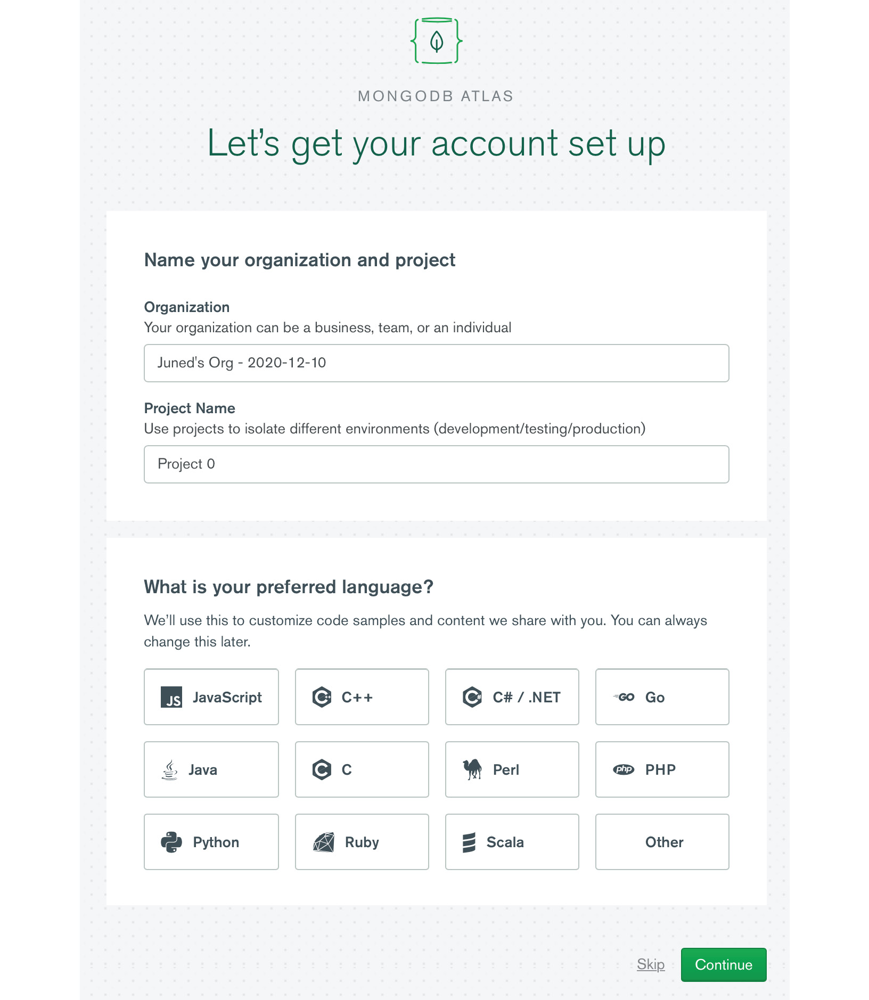 MONGODB ATLAS
Let’s get your account set up
Name your organization and project
Organization
Your organization can be a business, team, or an individual
Juned's Org - 2020-12-10
Project Name
Use projects to isolate different environments (development/testing/production)
Project 0
What is your preferred language?
We’ll use this to customize code samples and content we share with you. You can always
change this later.
JS JavaScript
C++ C++
C# C# / .NET
GO Go
Java
C C
Perl
php PHP
Python
Ruby
Scala
Other
Skip
Continue